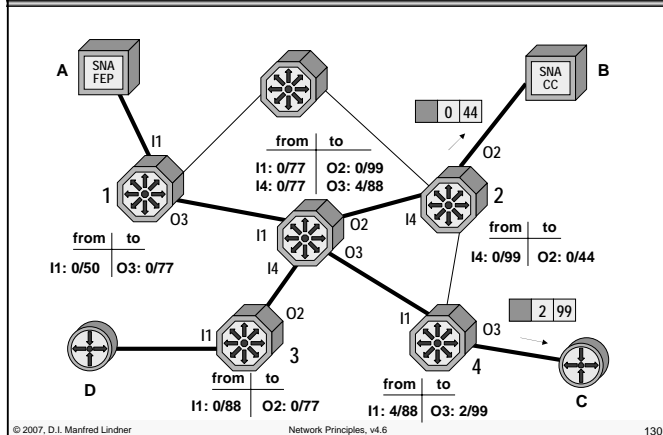 A
SNA
FEP
SNA
CC
B
0 44
I1
from to
I1: 0/77 O2: 0/99
I4: 0/77 O3: 4/88
O2
1
O3
2
O2
I4
I1
O3
I4
from to
I1: 0/50 O3: 0/77
from to
I4: 0/99 O2: 0/44
O2
I1
3
I1
O3
4
2 99
D
from to
I1: 0/88 O2: 0/77
from to
I1: 4/88 O3: 2/99
C
© 2007, D.I. Manfred Lindner
Network Principles, v4.6
130